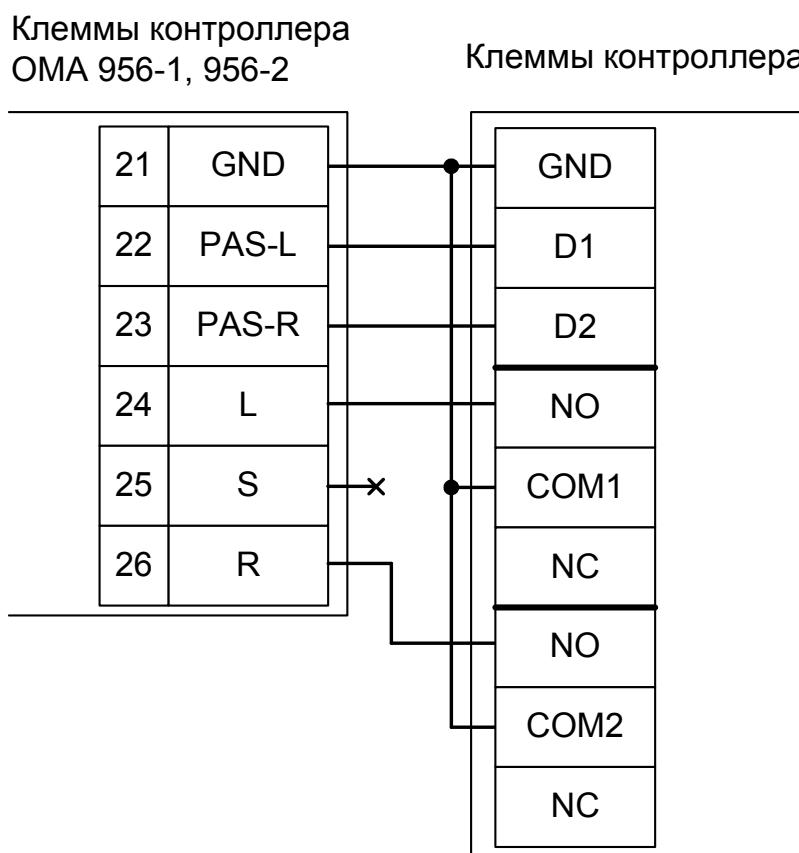 Клеммы контроллера
ОМА 956-1, 956-2
Клеммы контроллера
21 GND
22 PAS-L
23 PAS-R
24 L
25 S
26 R
GND
D1
D2
NO
COM1
NC
NO
COM2
NC